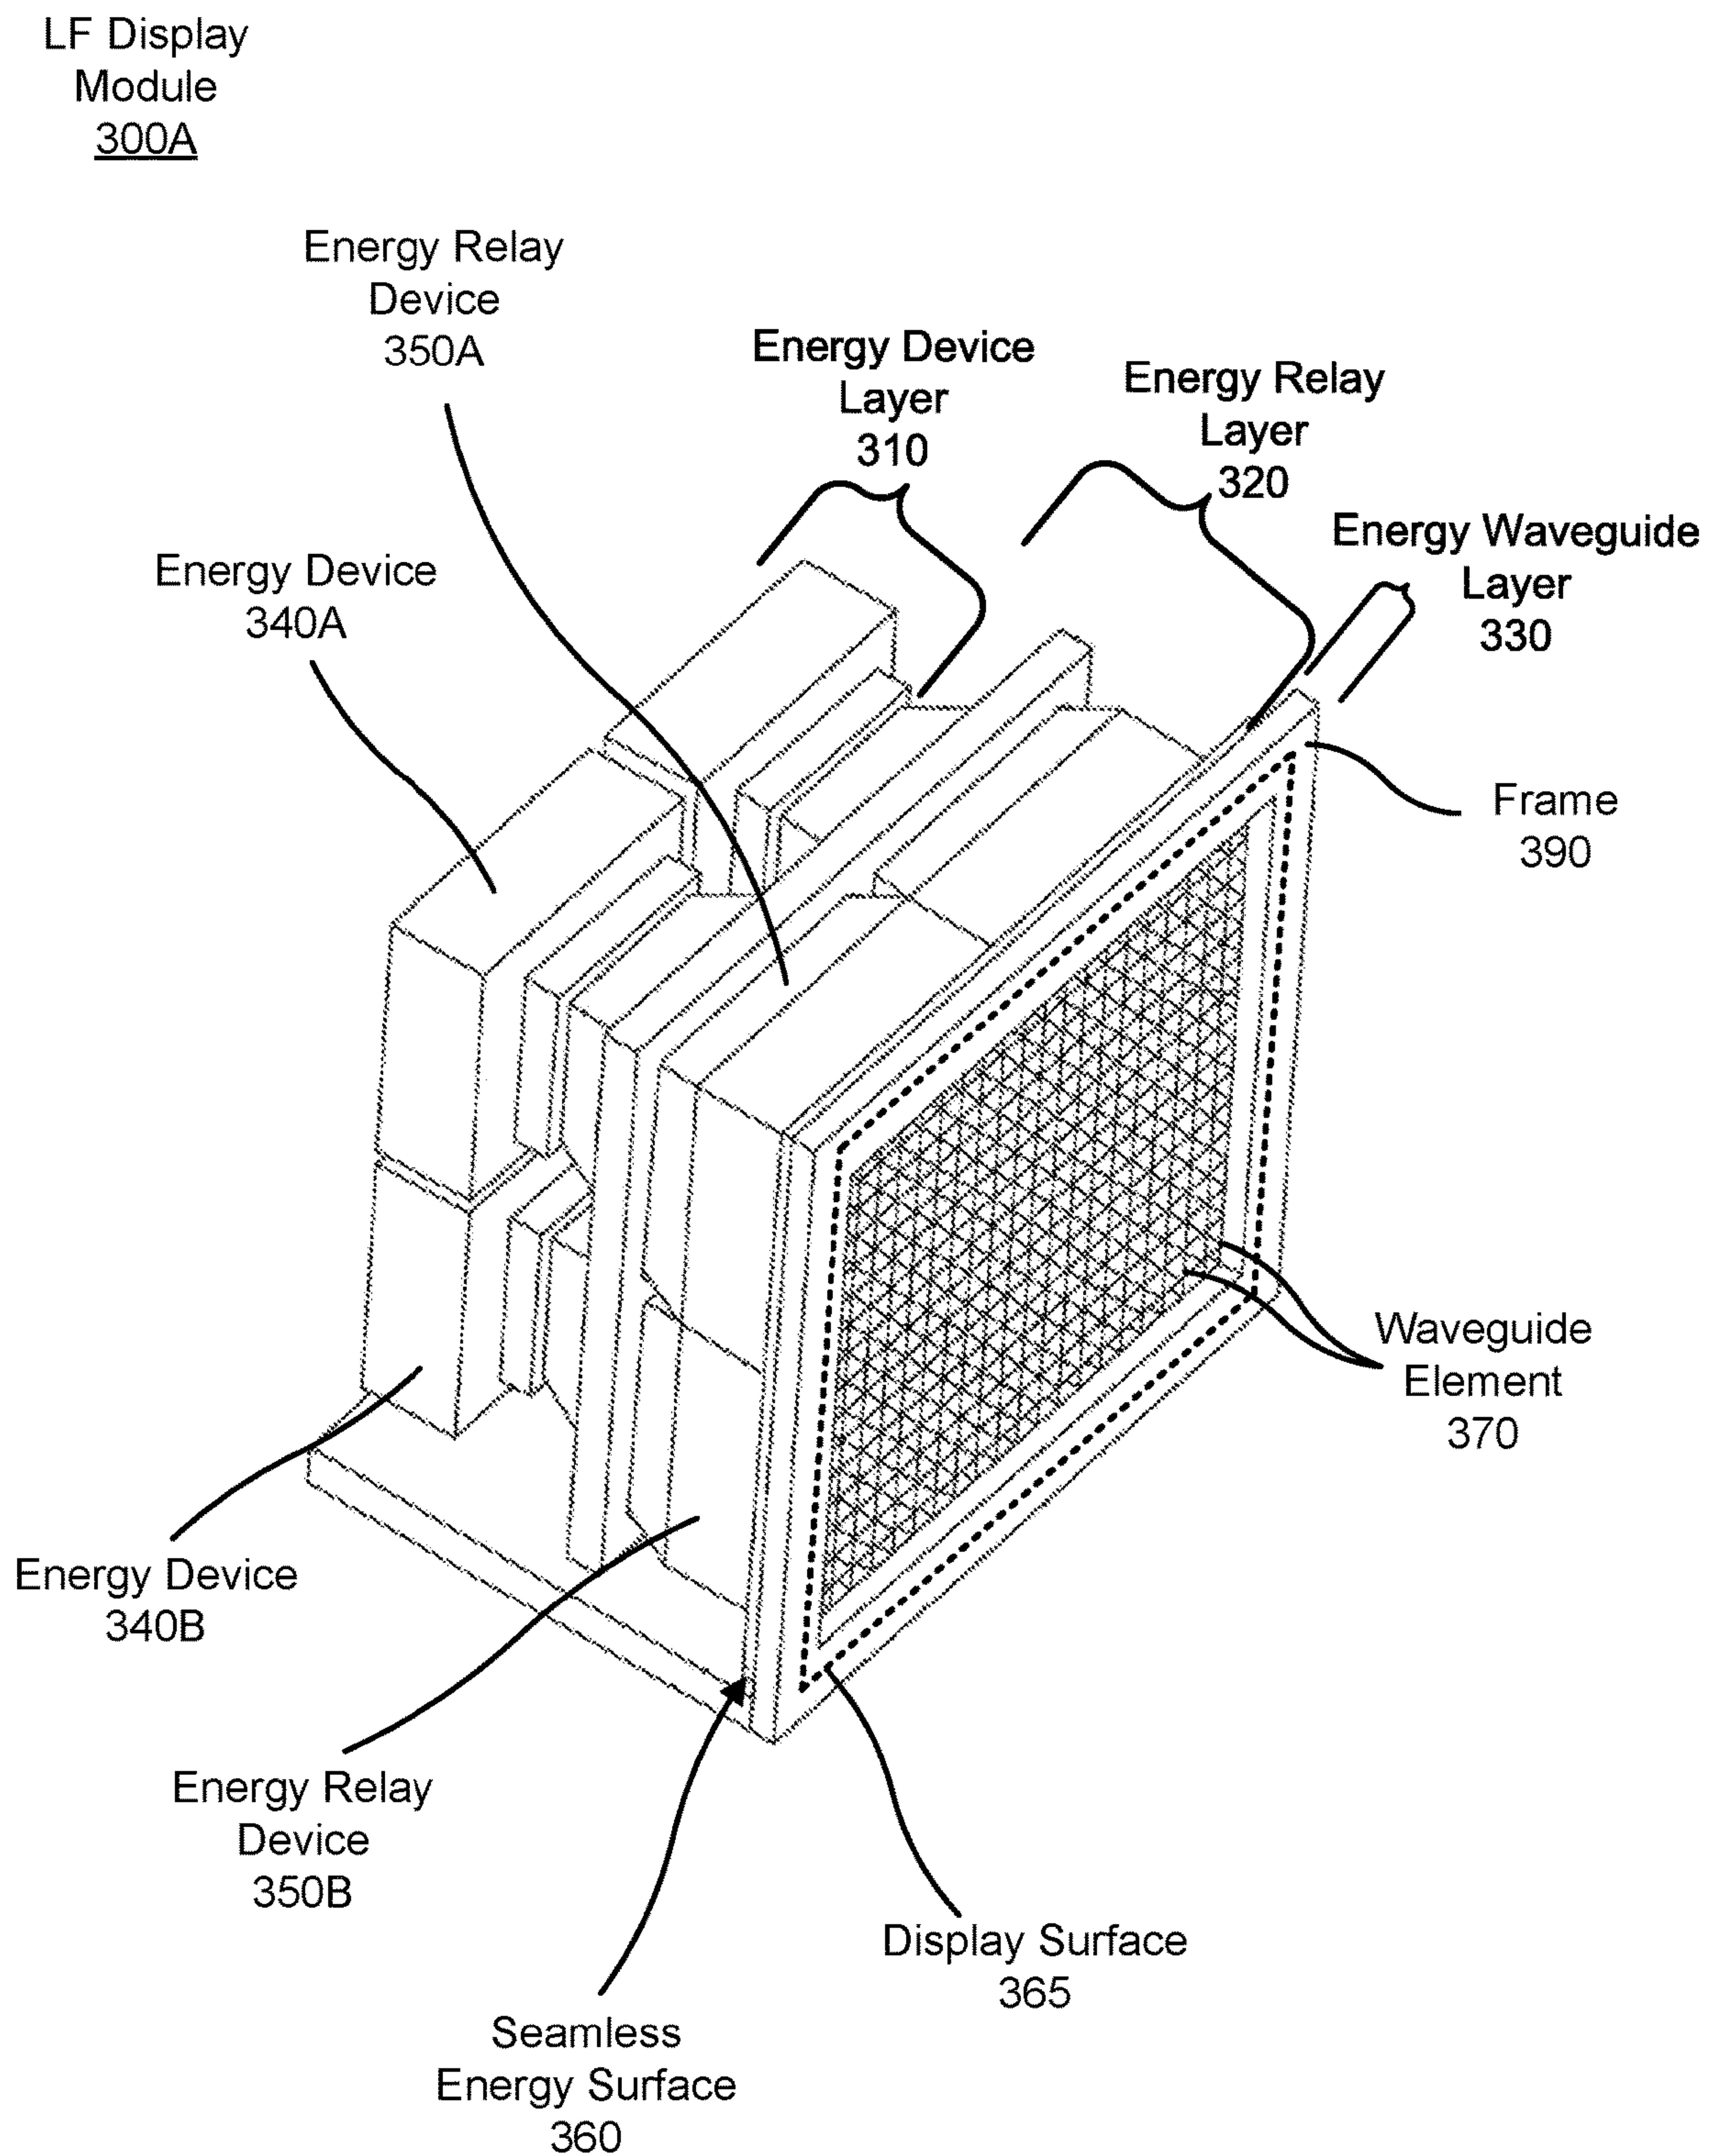 LF Display
Module
300A
Energy Relay
Device
350A
Energy Device
Layer
310
Energy Relay
Layer
320
Energy Waveguide
Layer
330
Energy Device
340A
Frame
390
Waveguide
Element
370
Energy Device
340B
Energy Relay
Device
350B
Display Surface
365
Seamless
Energy Surface
360